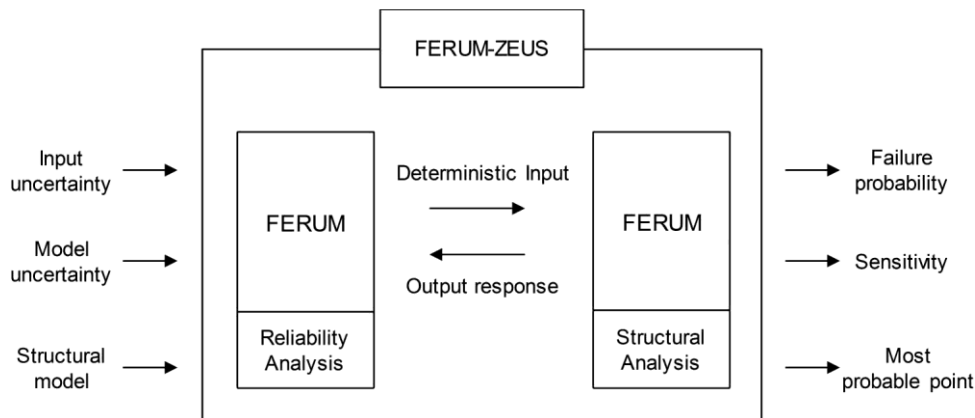 FERUM-ZEUS
Input
uncertainty
Model
uncertainty
Structural
model
FERUM
Reliability
Analysis
Deterministic Input
Output response
FERUM
Structural
Analysis
Failure
probability
Sensitivity
Most
probable point